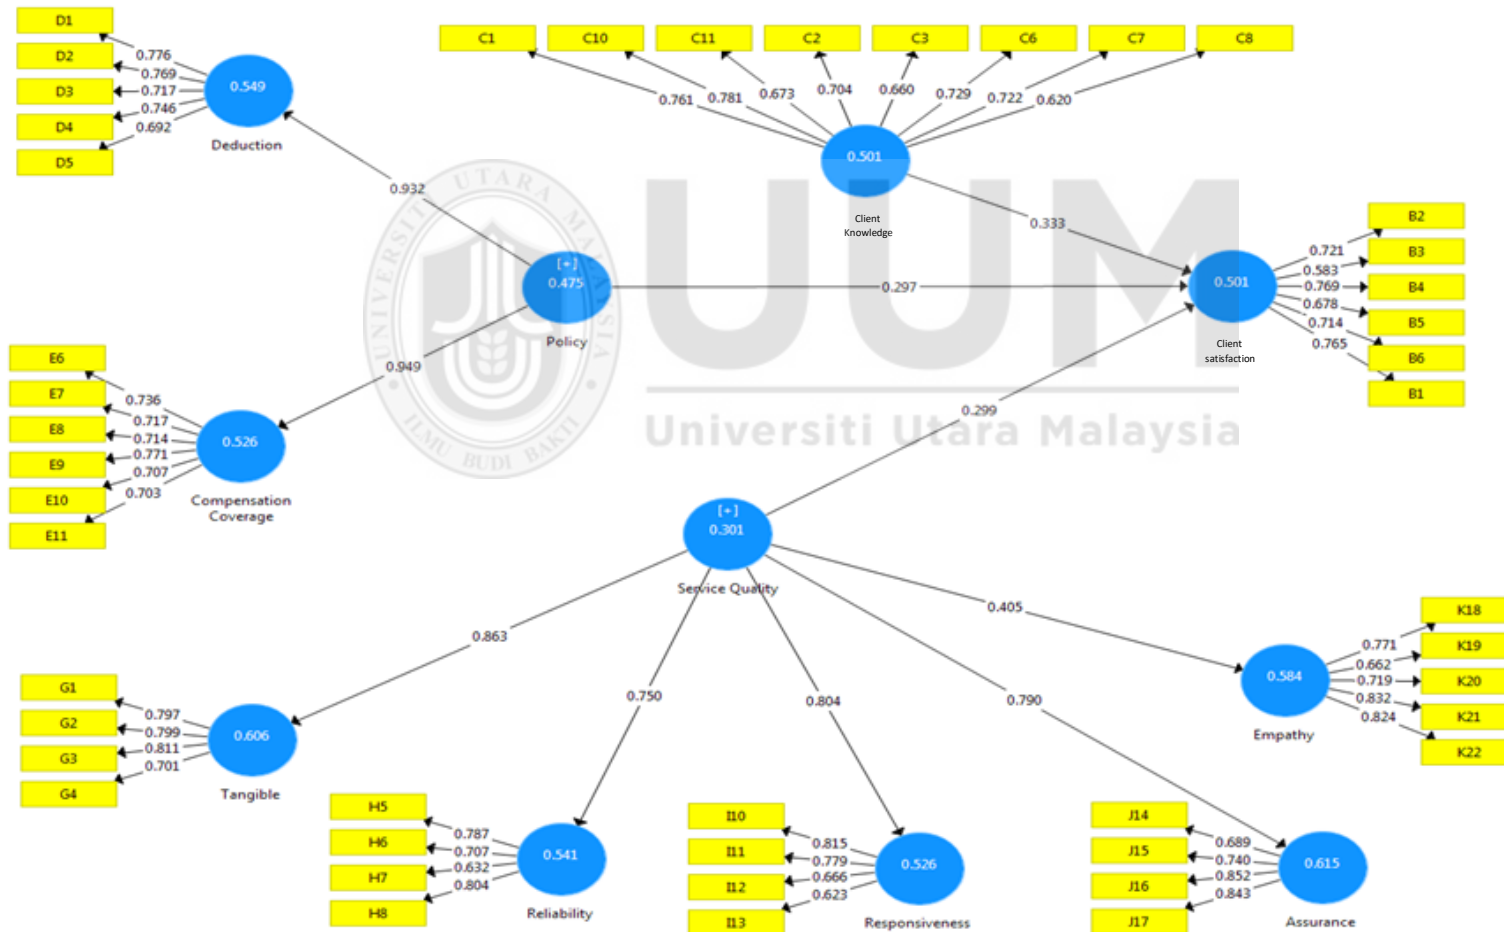 D1
D2
D3
D4
D5
0.776
0.769
0.717
0.746
0.692
0.549
Deduction
C1
C10
C11
C2
C3
C6
C7
C8
0.761
0.781
0.673
0.704
0.660
0.729
0.722
0.620
0.501
Client
Knowledge
0.932
0.333
[+]
0.475
Policy
0.297
0.949
0.501
Client
satisfaction
0.721
0.583
0.769
0.678
0.714
0.765
B2
B3
B4
B5
B6
B1
UNIVERSITI UTARA MALAYSIA
ILMU BUDI BAKTI
UUM
Universiti Utara Malaysia
E6
E7
E8
E9
E10
E11
0.736
0.717
0.714
0.771
0.707
0.703
0.526
Compensation
Coverage
0.299
[+]
0.301
Service Quality
0.863
0.750
0.804
0.790
0.405
G1
G2
G3
G4
0.797
0.799
0.811
0.701
0.606
Tangible
H5
H6
H7
H8
0.787
0.707
0.632
0.804
0.541
Reliability
I10
I11
I12
I13
0.815
0.779
0.666
0.623
0.526
Responsiveness
J14
J15
J16
J17
0.689
0.740
0.852
0.843
0.615
Assurance
0.584
Empathy
0.771
0.662
0.719
0.832
0.824
K18
K19
K20
K21
K22